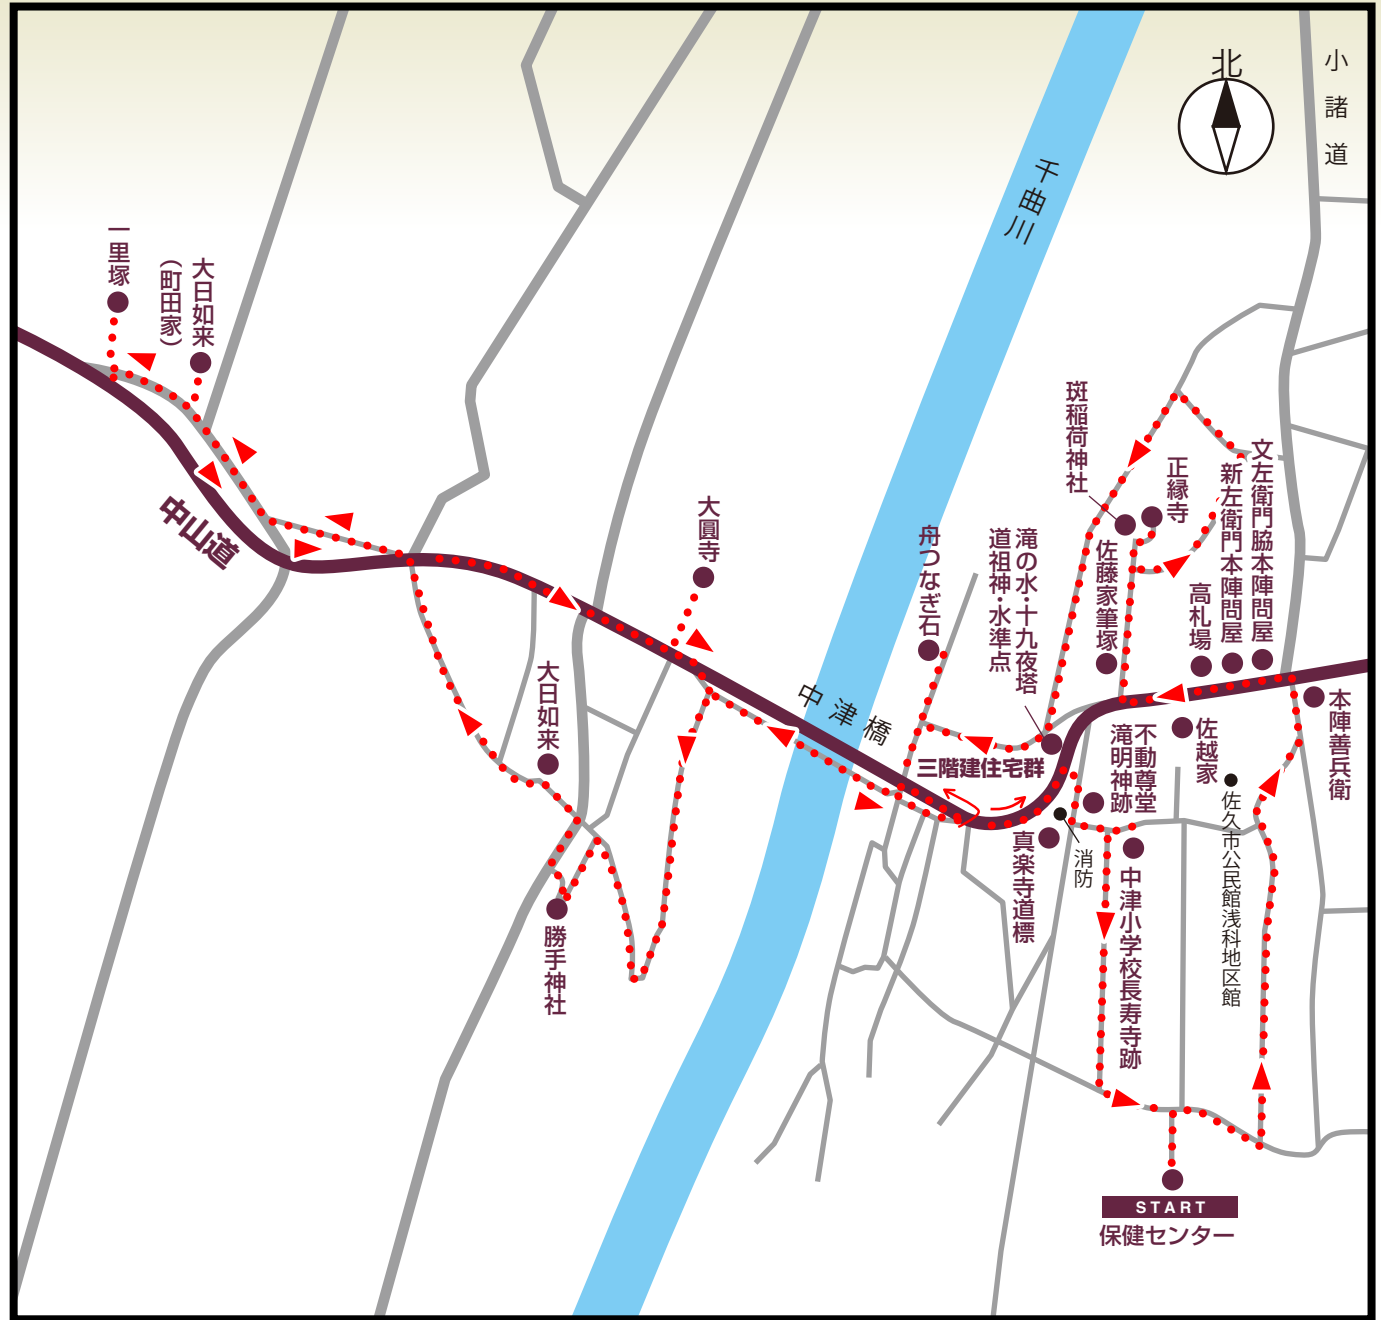 北
小諸道
千曲川
一里塚
大日如来
(町田家)
中山道
大圓寺
大日如来
勝手神社
中津橋
舟つなぎ石
滝の水・十九夜塔
道祖神・水準点
三階建住宅群
斑稲荷神社
正縁寺
佐藤家筆塚
高札場
新左衛門本陣問屋
文左衛門脇本陣問屋
本陣善兵衛
佐越家
不動尊堂
滝明神跡
佐久市公民館浅科地区館
消防
真楽寺道標
中津小学校長寿寺跡
START
保健センター